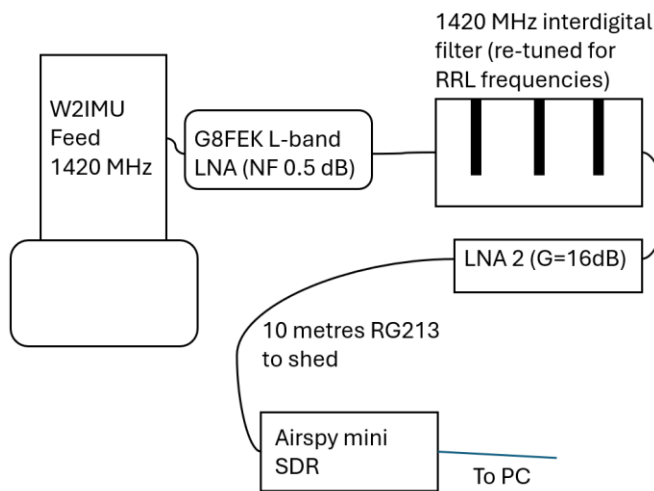 1420 MHz interdigital
filter (re-tuned for
RRL frequencies)
W2IMU
Feed
1420 MHz
G8FEK L-band
LNA (NF 0.5 dB)
LNA 2 (G=16dB)
10 metres RG213
to shed
Airspy mini
SDR
To PC